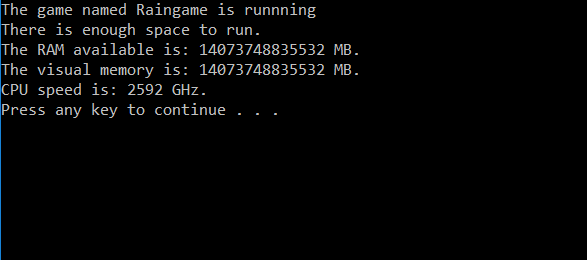 The game named Raingame is runnning
There is enough space to run.
The RAM available is: 14073748835532 MB.
The visual memory is: 14073748835532 MB.
CPU speed is: 2592 GHz.
Press any key to continue . . .